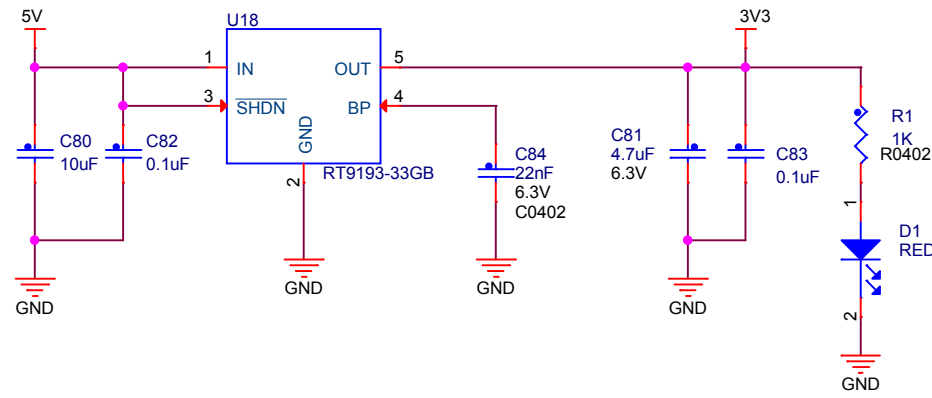 5V
U18
3V3
1
IN
OUT
5
3
SHDN
BP
4
GND
2
RT9193-33GB
C80
10uF
C82
0.1uF
C84
22nF
6.3V
C0402
C81
4.7uF
6.3V
C83
0.1uF
R1
1K
R0402
1
D1
RED
2
GND
GND
GND
GND
GND